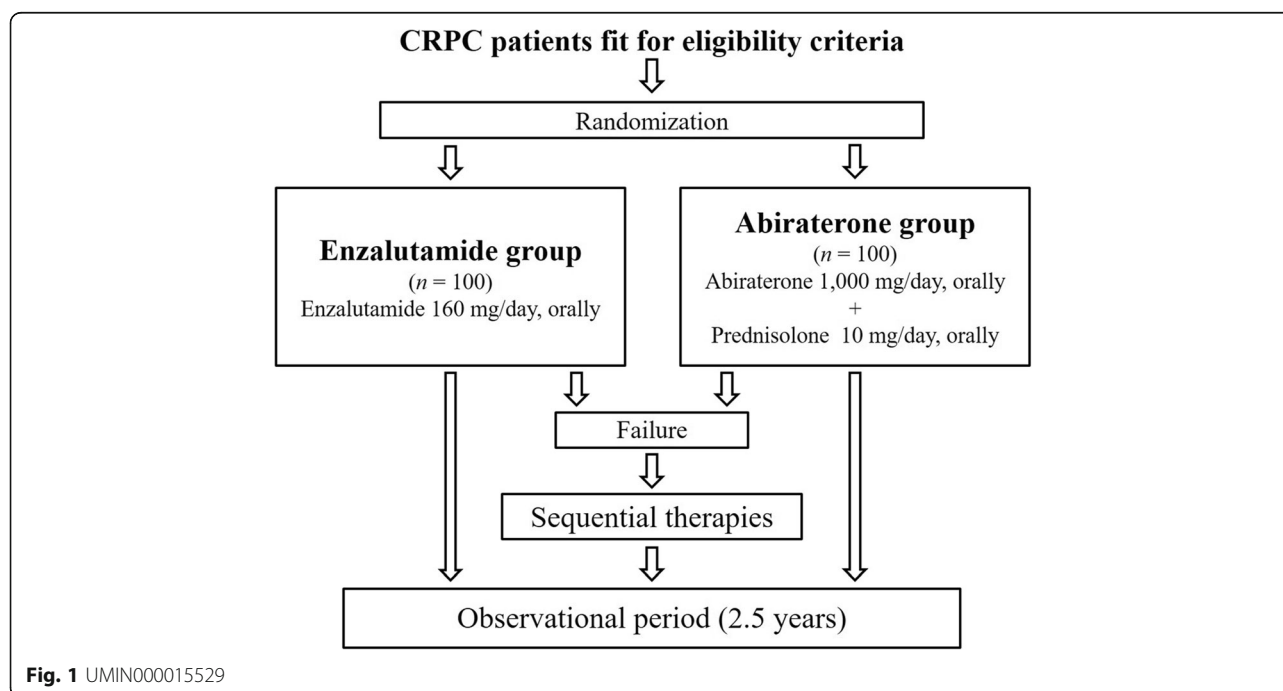 CRPC patients fit for eligibility criteria
Randomization
Enzalutamide group
(n = 100)
Enzalutamide 160 mg/day, orally
Abiraterone group
(n = 100)
Abiraterone 1,000 mg/day, orally
+
Prednisolone 10 mg/day, orally
Failure
Sequential therapies
Observational period (2.5 years)
Fig. 1 UMIN000015529